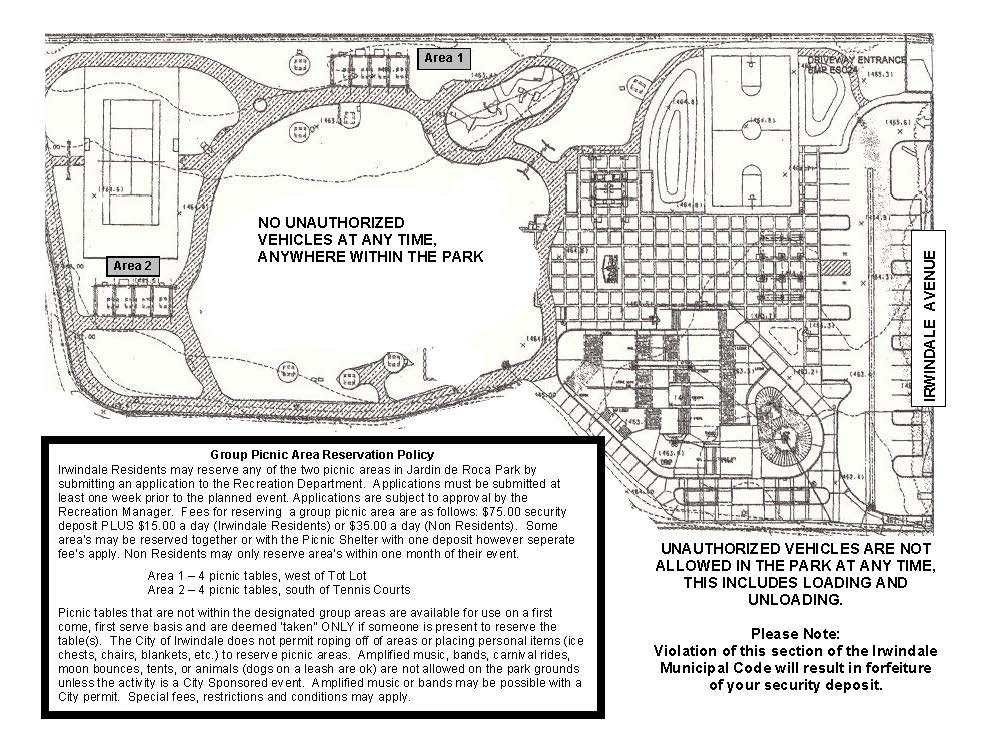 Area 1
DRIVEWAY ENTRANCE
NO UNAUTHORIZED
VEHICLES AT ANY TIME,
ANYWHERE WITHIN THE PARK
Area 2
IRWINDALE AVENUE
Group Picnic Area Reservation Policy
Irwindale Residents may reserve any of the two picnic areas in Jardin de Roca Park by
submitting an application to the Recreation Department. Applications must be submitted at
least one week prior to the planned event. Applications are subject to approval by the
Recreation Manager. Fees for reserving a group picnic area are as follows: $75.00 security
deposit PLUS $15.00 a day (Irwindale Residents) or $35.00 a day (Non Residents). Some
area's may be reserved together or with the Picnic Shelter with one deposit however seperate
fee's apply. Non Residents may only reserve area's within one month of their event.
Area 1 – 4 picnic tables, west of Tot Lot
Area 2 – 4 picnic tables, south of Tennis Courts
Picnic tables that are not within the designated group areas are available for use on a first
come, first serve basis and are deemed 'taken" ONLY if someone is present to reserve the
table(s). The City of Irwindale does not permit roping off of areas or placing personal items (ice
chests, chairs, blankets, etc.) to reserve picnic areas. Amplified music, bands, carnival rides,
moon bounces, tents, or animals (dogs on a leash are ok) are not allowed on the park grounds
unless the activity is a City Sponsored event. Amplified music or bands may be possible with a
City permit. Special fees, restrictions and conditions may apply.
UNAUTHORIZED VEHICLES ARE NOT
ALLOWED IN THE PARK AT ANY TIME,
THIS INCLUDES LOADING AND
UNLOADING.
Please Note:
Violation of this section of the Irwindale
Municipal Code will result in forfeiture
of your security deposit.